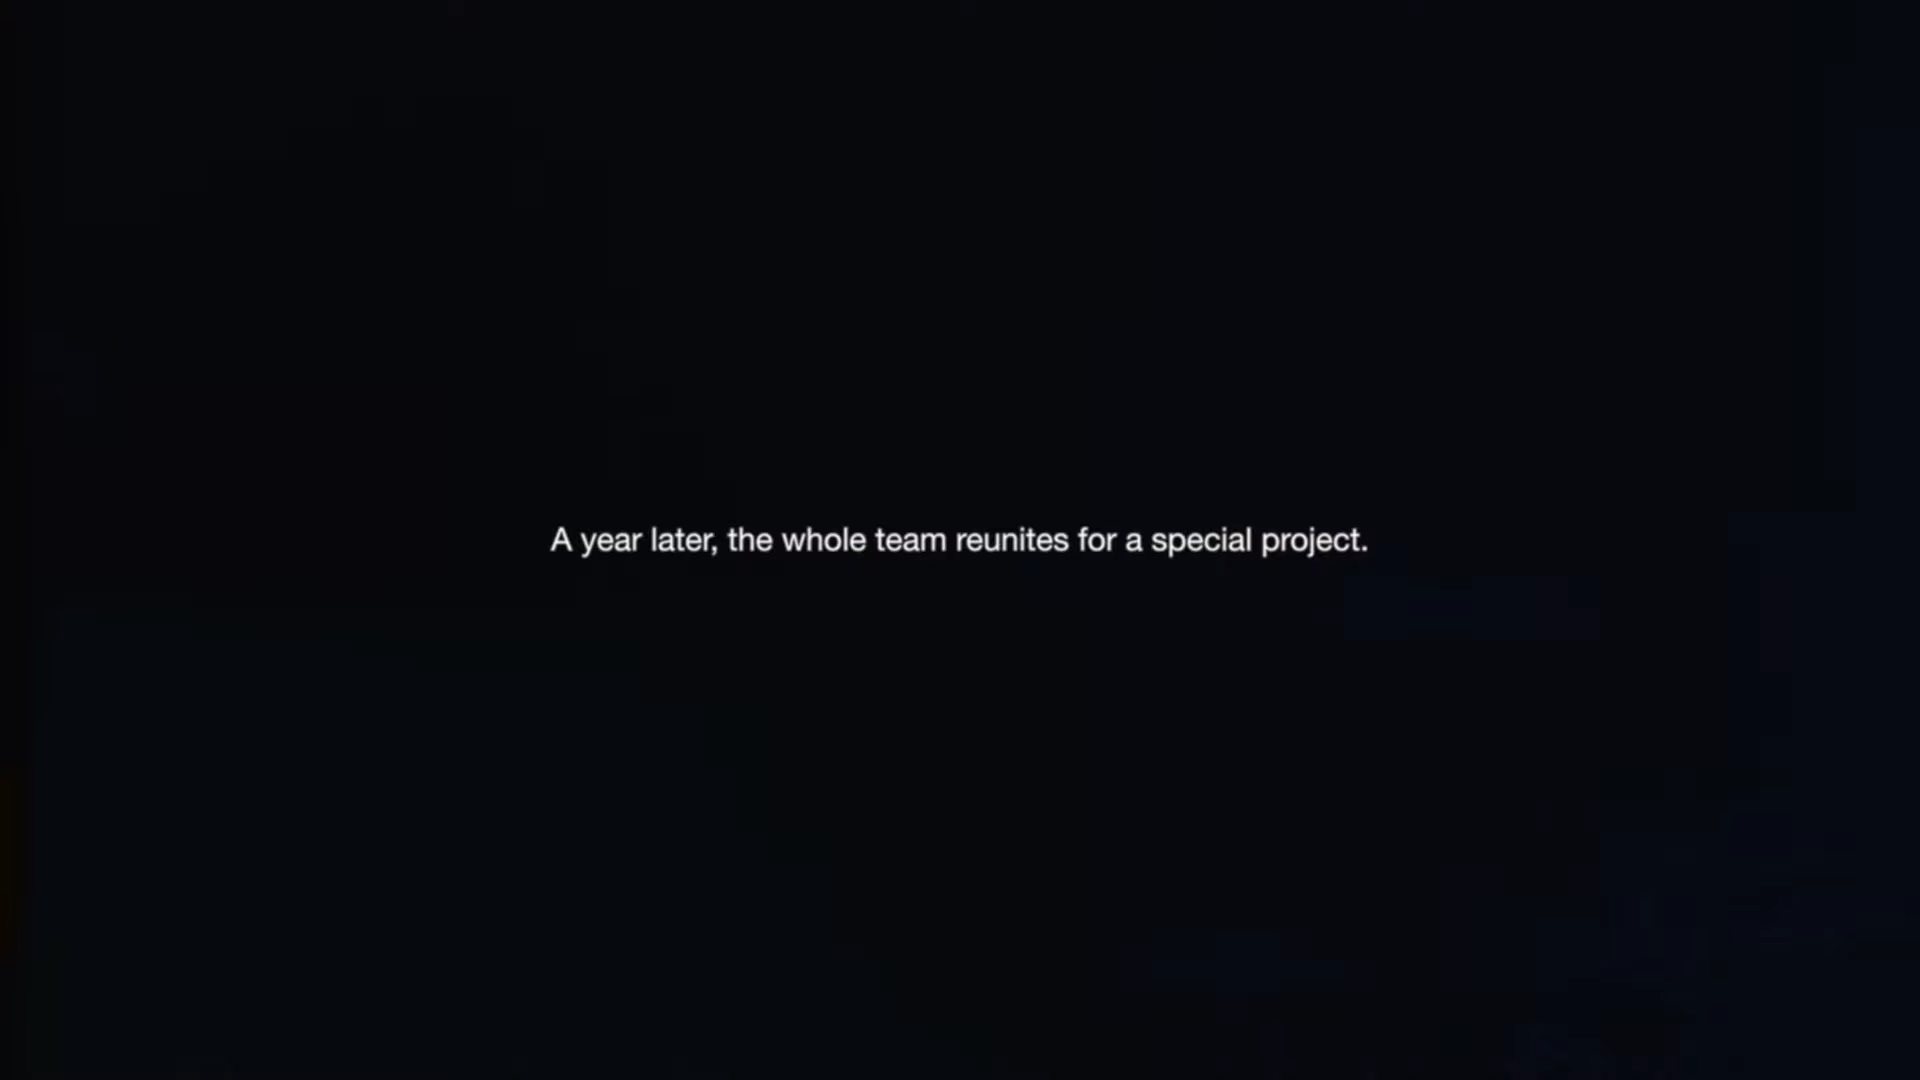 A year later, the whole team reunites for a special project.